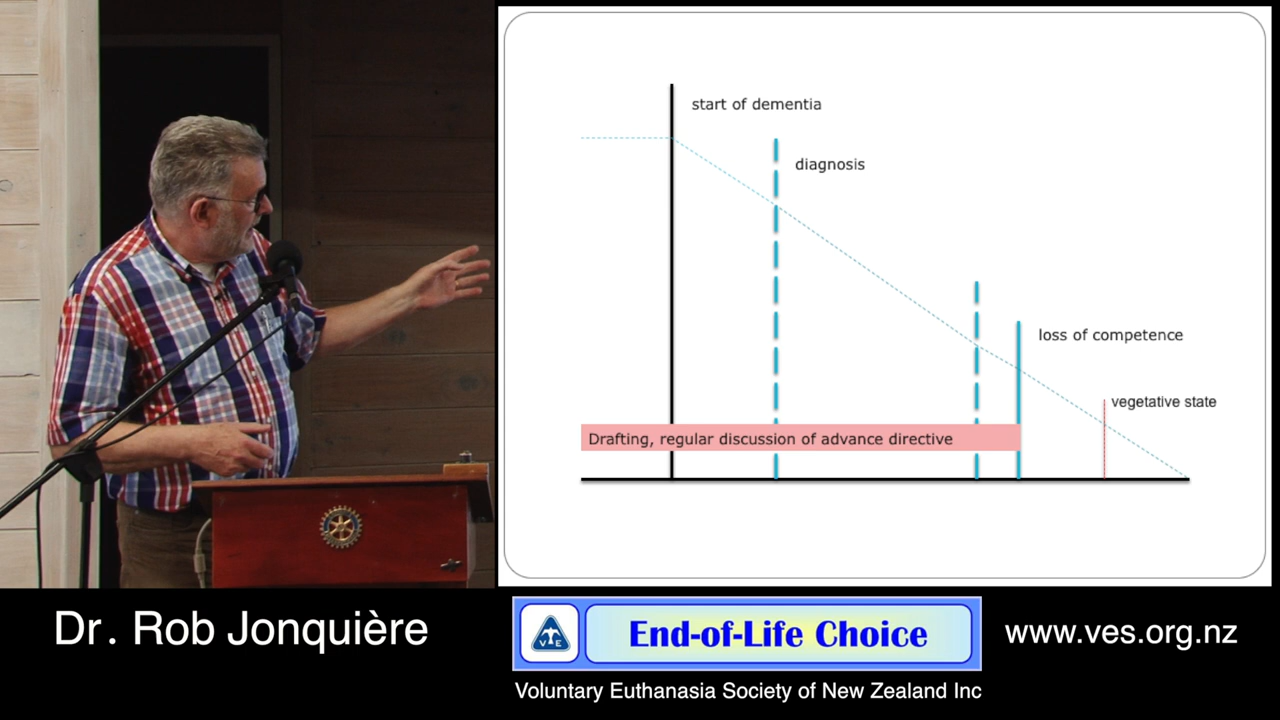 start of dementia
diagnosis
loss of competence
vegetative state
Drafting, regular discussion of advance directive
Dr. Rob Jonquière
V E
End-of-Life Choice
www.ves.org.nz
Voluntary Euthanasia Society of New Zealand Inc